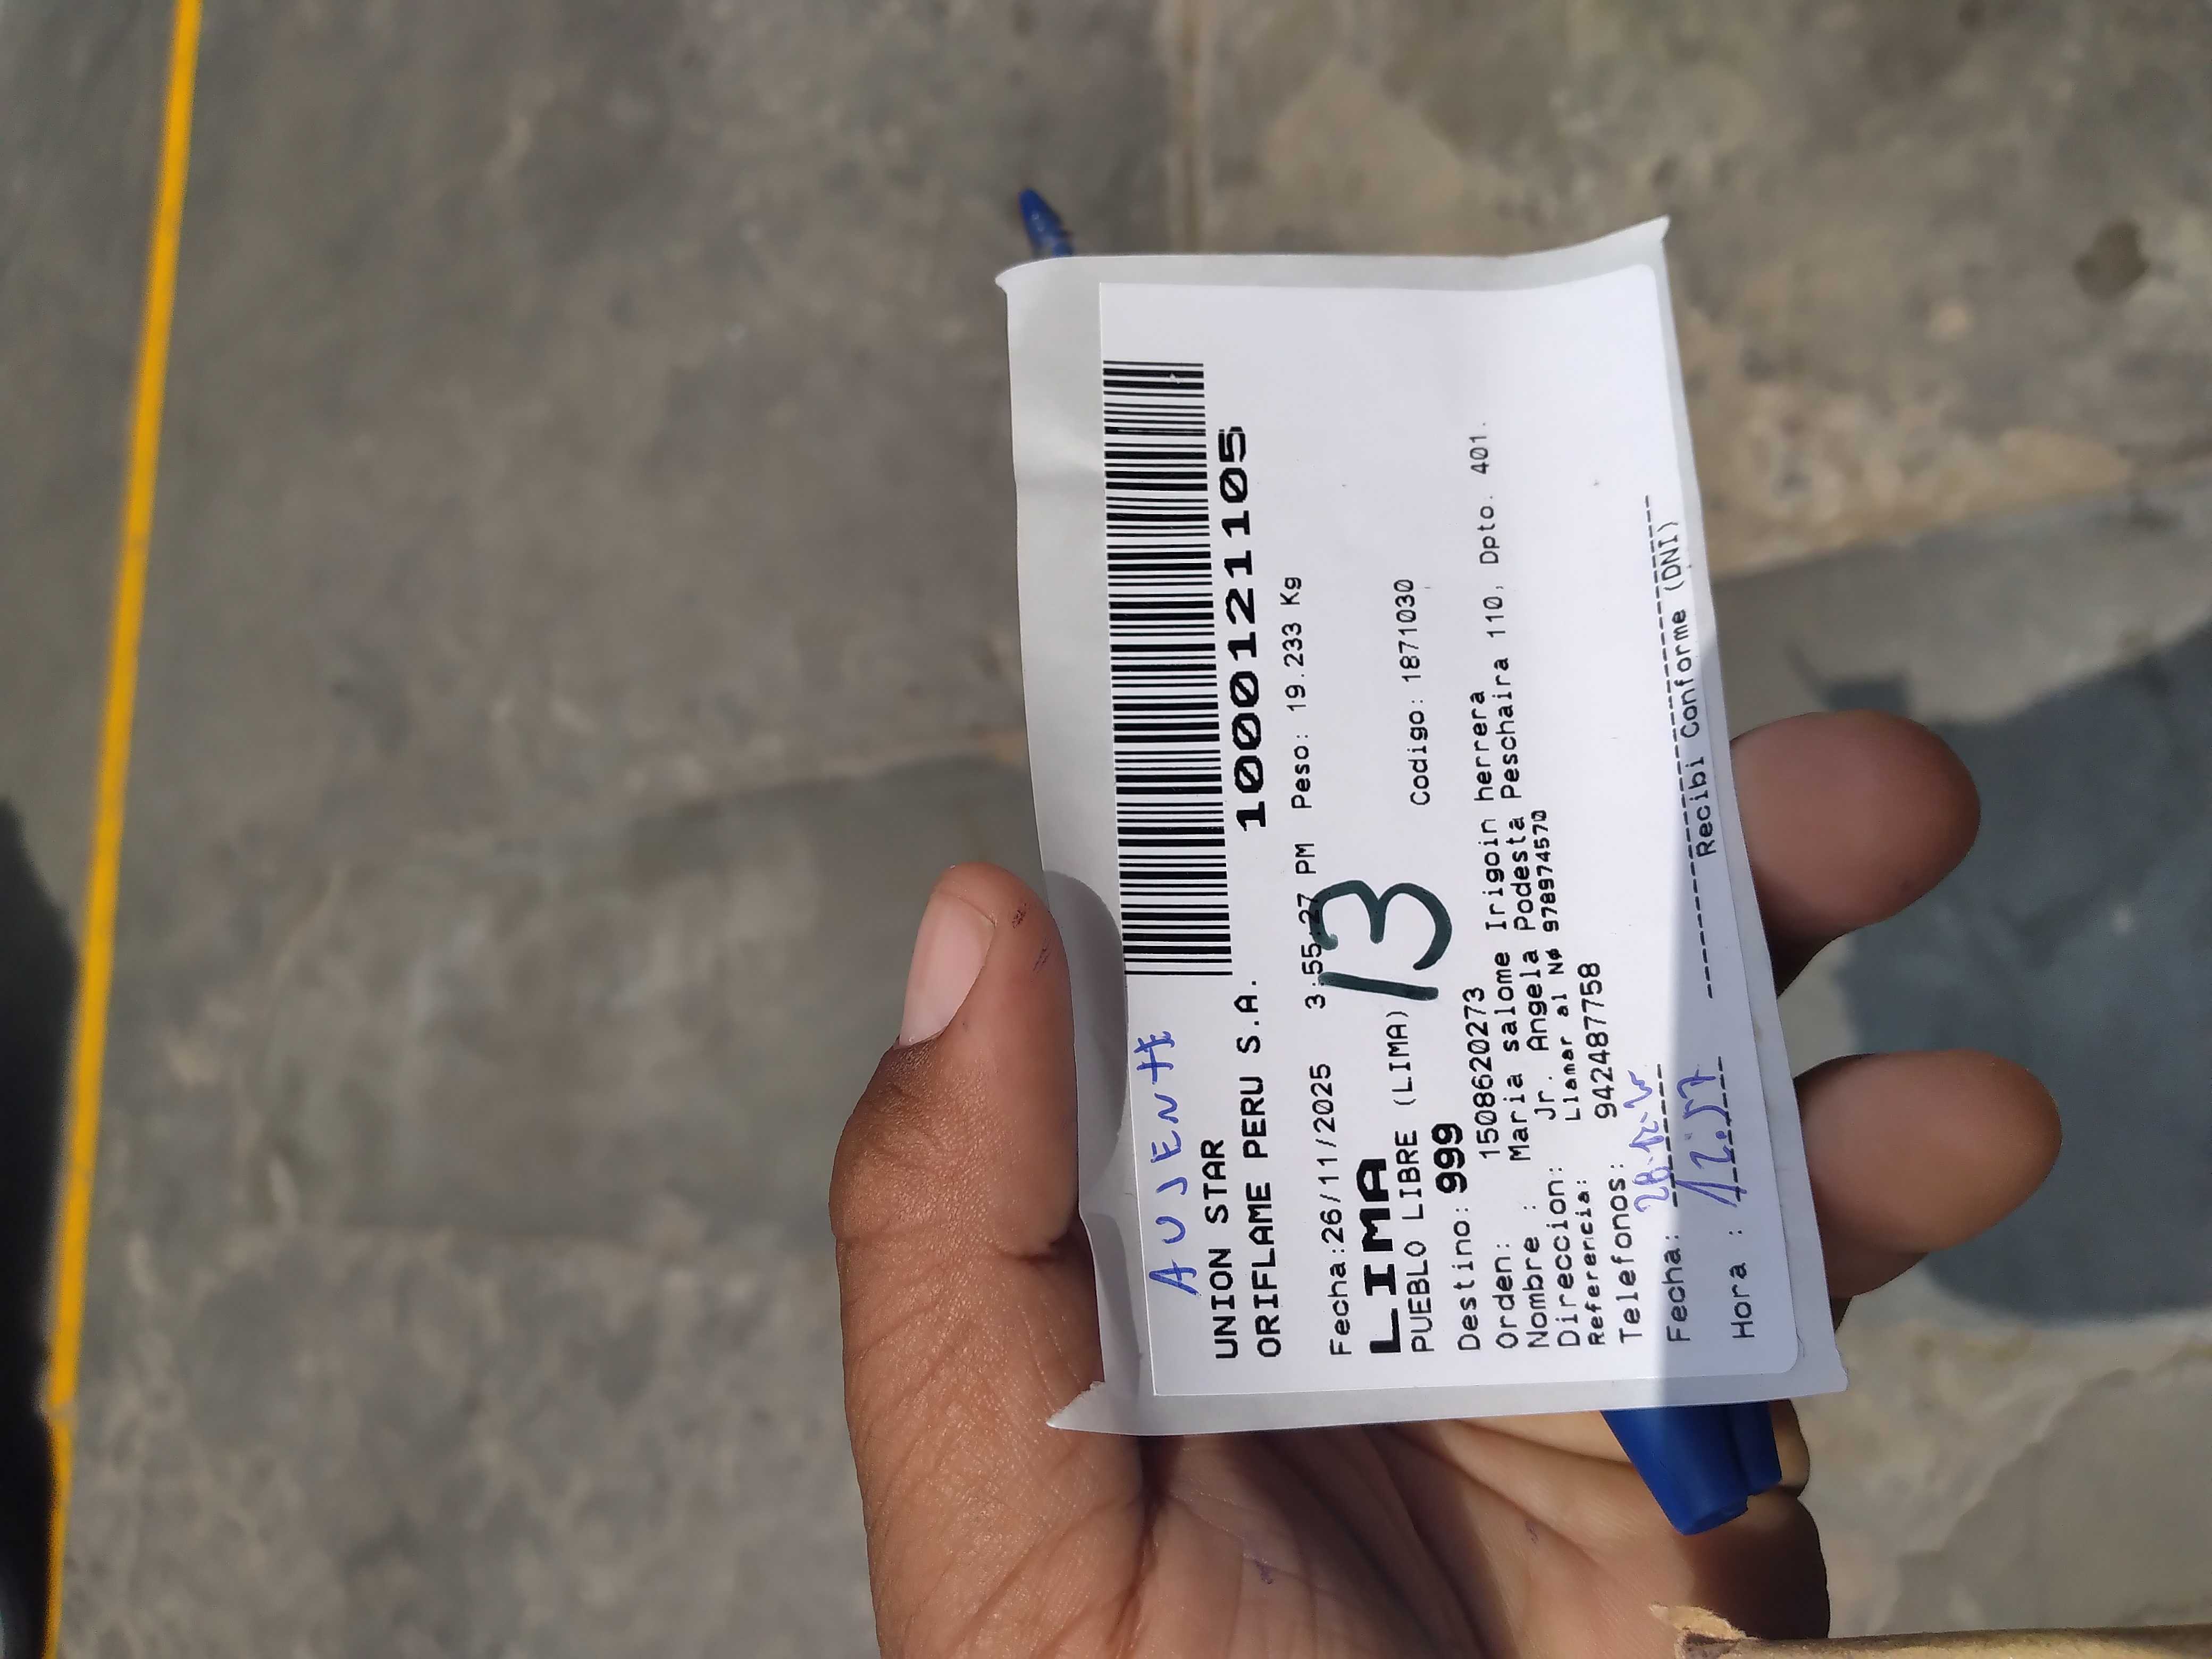 AUSENTE
UNION STAR
ORIFLAME PERU S.A. 1000121105
Fecha:26/11/2025 3:55:27 PM Peso: 19.233 Kg
LIMA 13
PUEBLO LIBRE (LIMA) Codigo: 1871030
Destino: 999
Orden: 1508620273
Nombre : Maria salome Irigoin herrera
Direccion: Jr. Angela Podesta Peschaira 110, Dpto. 401.
Referencia: Llamar al Nø 978974570
Telefonos: 942487758
Fecha:
Hora : 12:57
Recibi Conforme (DNI)